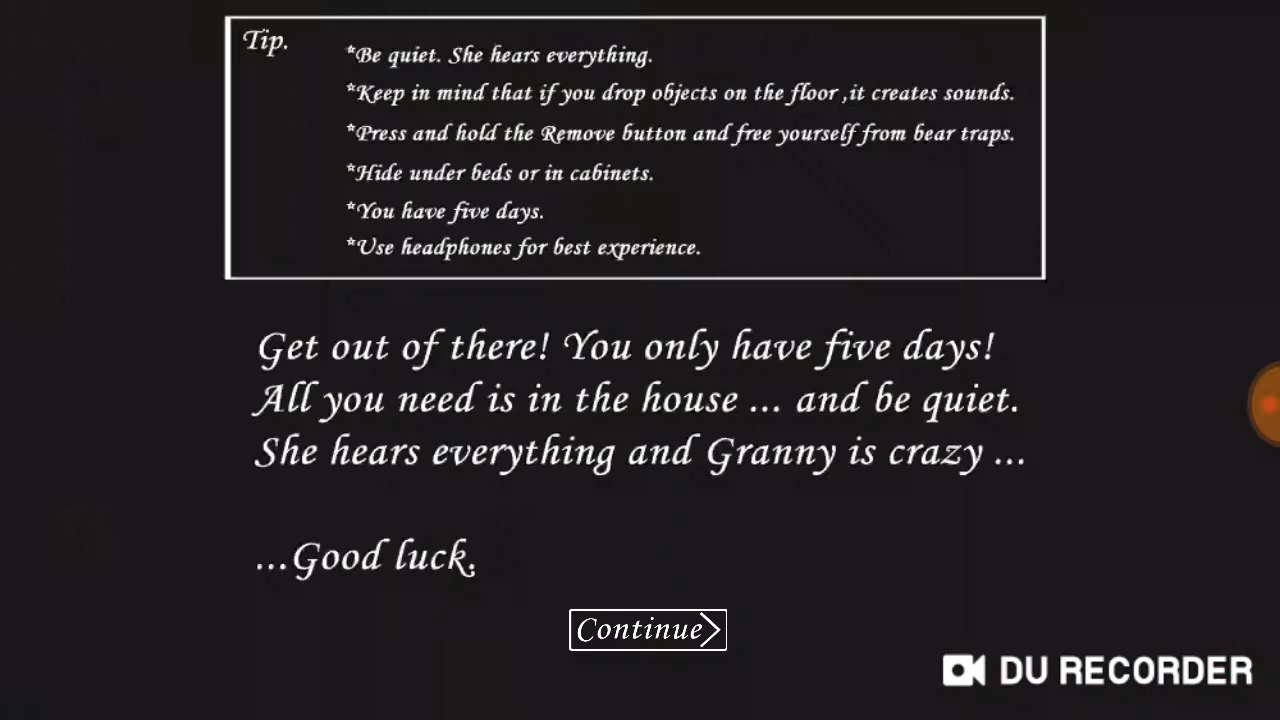 Tip.
*Be quiet. She hears everything.
*Keep in mind that if you drop objects on the floor ,it creates sounds.
*Press and hold the Remove button and free yourself from bear traps.
*Hide under beds or in cabinets.
*You have five days.
*Use headphones for best experience.
Get out of there! You only have five days!
All you need is in the house ... and be quiet.
She hears everything and Granny is crazy ...
...Good luck.
Continue
DU RECORDER